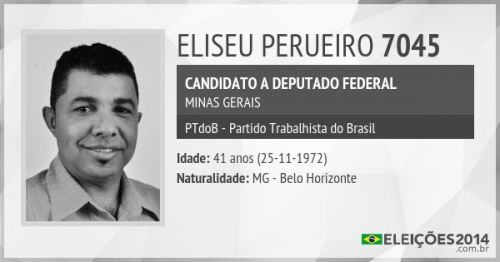 ELISEU PERUEIRO 7045
CANDIDATO A DEPUTADO FEDERAL
MINAS GERAIS
PTdoB - Partido Trabalhista do Brasil
Idade: 41 anos (25-11-1972)
Naturalidade: MG - Belo Horizonte
ELEIÇÕES2014
.com.br